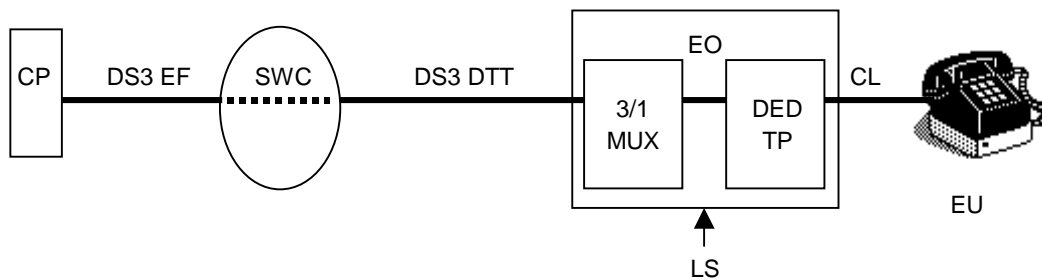 EO
CP
DS3 EF
SWC
DS3 DTT
CL
3/1
MUX
DED
TP
EU
LS